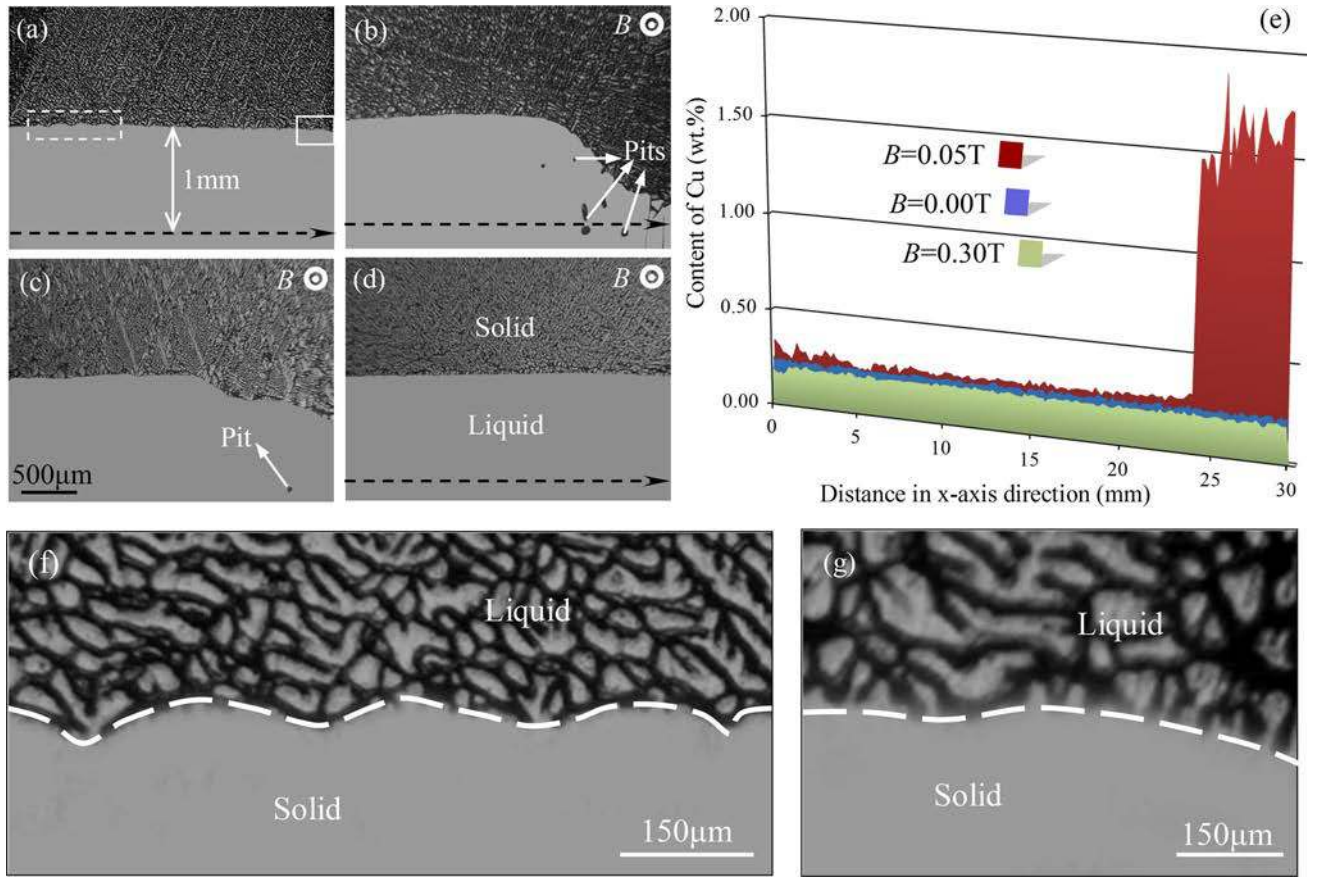 (a)
1mm
(b)
B
Pits
(c)
B
Pit
500µm
(d)
B
Solid
Liquid
(e)
Content of Cu (wt.%)
2.00
1.50
1.00
0.50
0.00
B=0.05T
B=0.00T
B=0.30T
0 5 10 15 20 25 30
Distance in x-axis direction (mm)
(f)
Liquid
Solid
150µm
(g)
Liquid
Solid
150µm